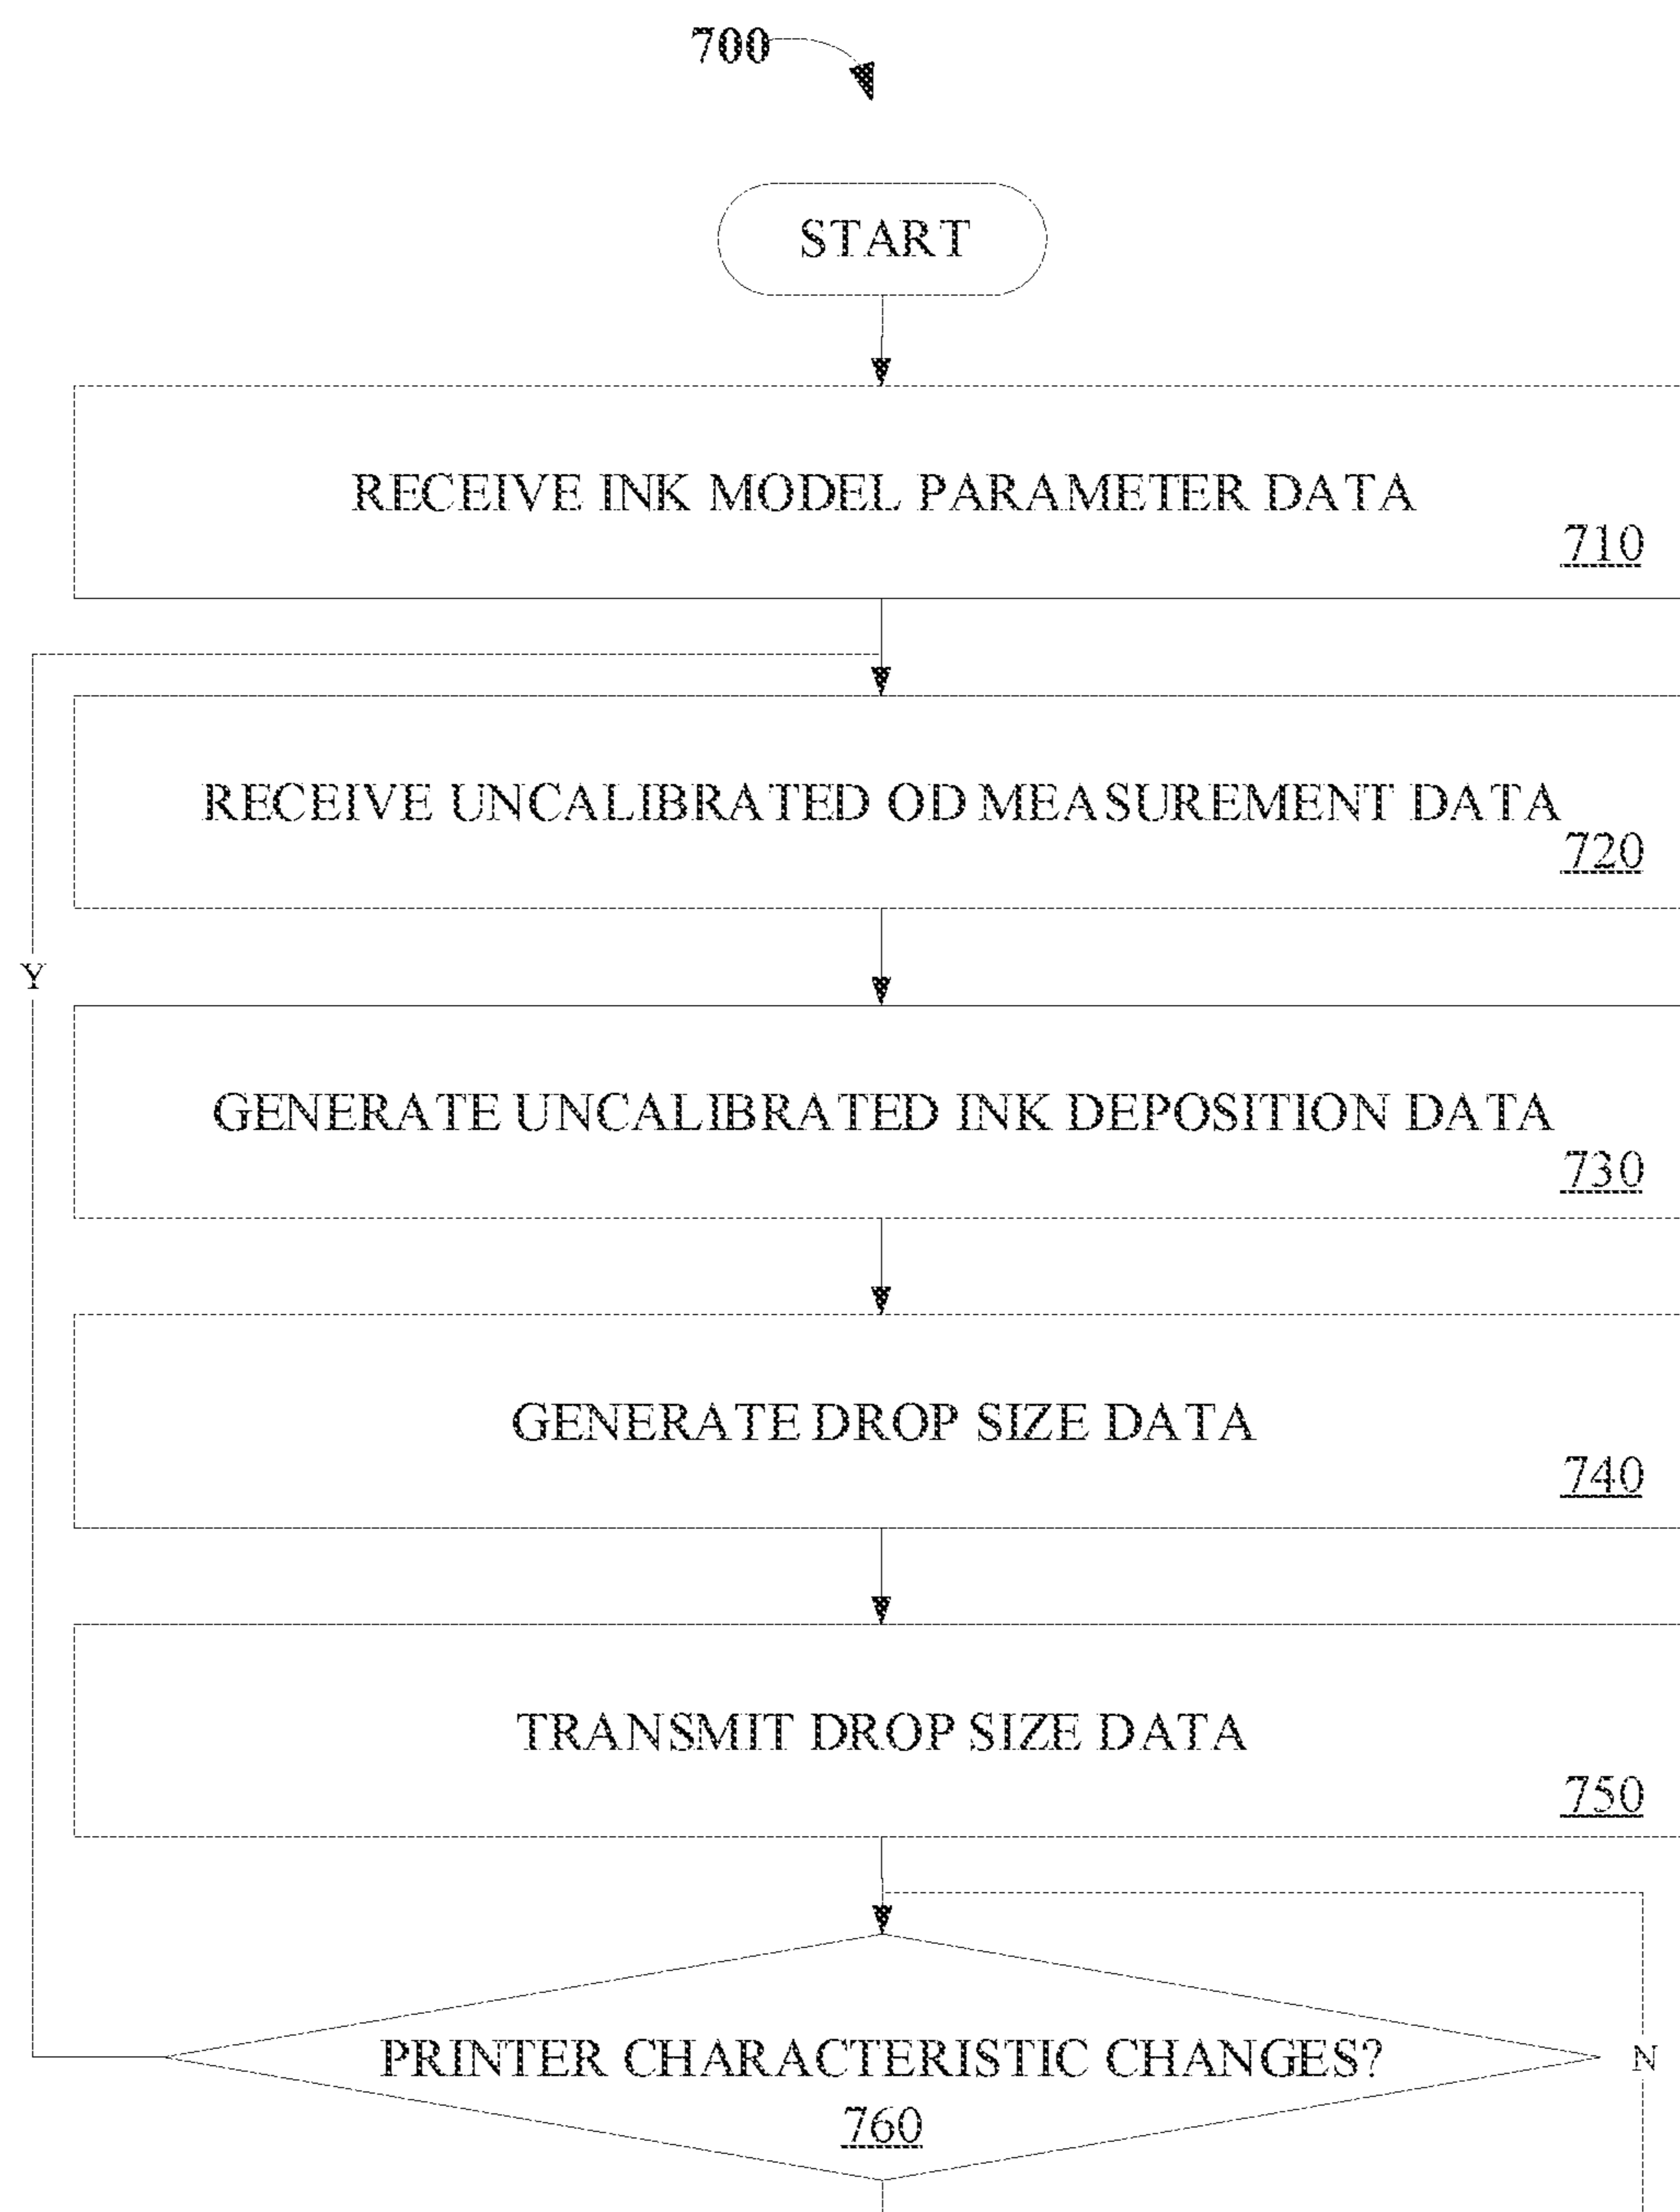 700
START
RECEIVE INK MODEL PARAMETER DATA
710
RECEIVE UNCALIBRATED OD MEASUREMENT DATA
720
Y
GENERATE UNCALIBRATED INK DEPOSITION DATA
730
GENERATE DROP SIZE DATA
740
TRANSMIT DROP SIZE DATA
750
PRINTER CHARACTERISTIC CHANGES?
N
760